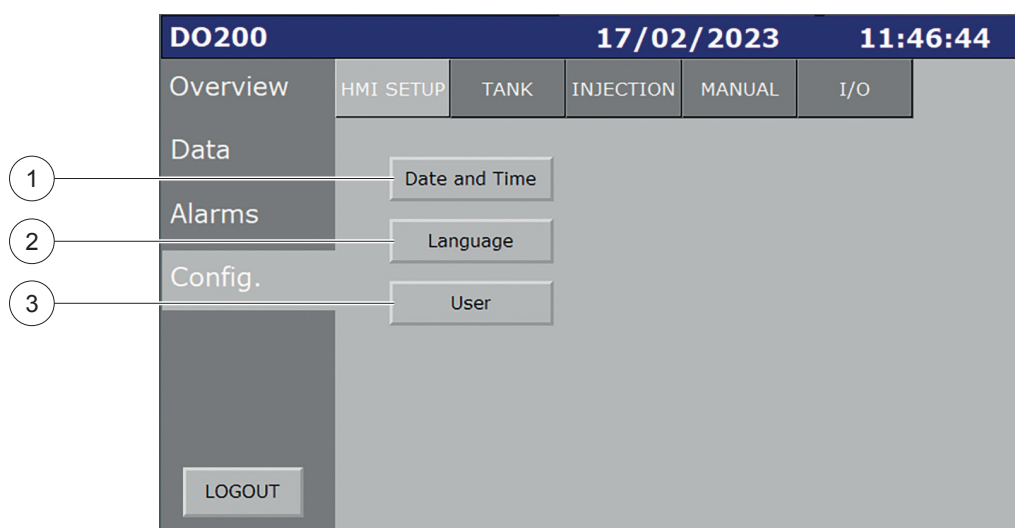 DO200 17/02/2023 11:46:44
Overview
HMI SETUP TANK INJECTION MANUAL I/O
Data
1 Date and Time
Alarms
2 Language
Config.
3 User
LOGOUT